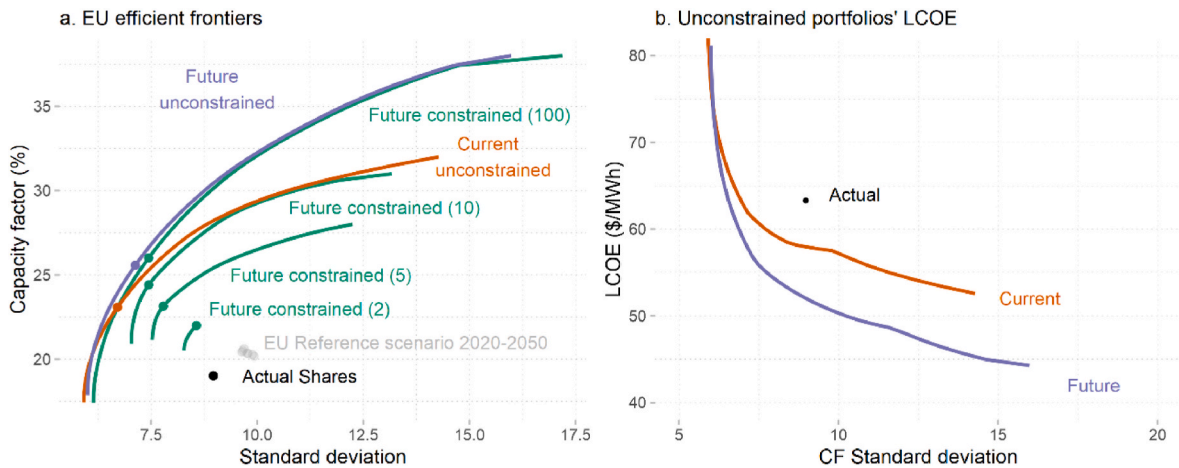 a. EU efficient frontiers
Capacity factor (%)
35
30
25
20
Future
unconstrained
Future constrained (100)
Current
unconstrained
Future constrained (10)
Future constrained (5)
Future constrained (2)
EU Reference scenario 2020-2050
Actual Shares
7.5
10.0
12.5
15.0
17.5
Standard deviation
b. Unconstrained portfolios' LCOE
LCOE ($/MWh)
80
70
60
50
40
Actual
Current
Future
5
10
15
20
CF Standard deviation